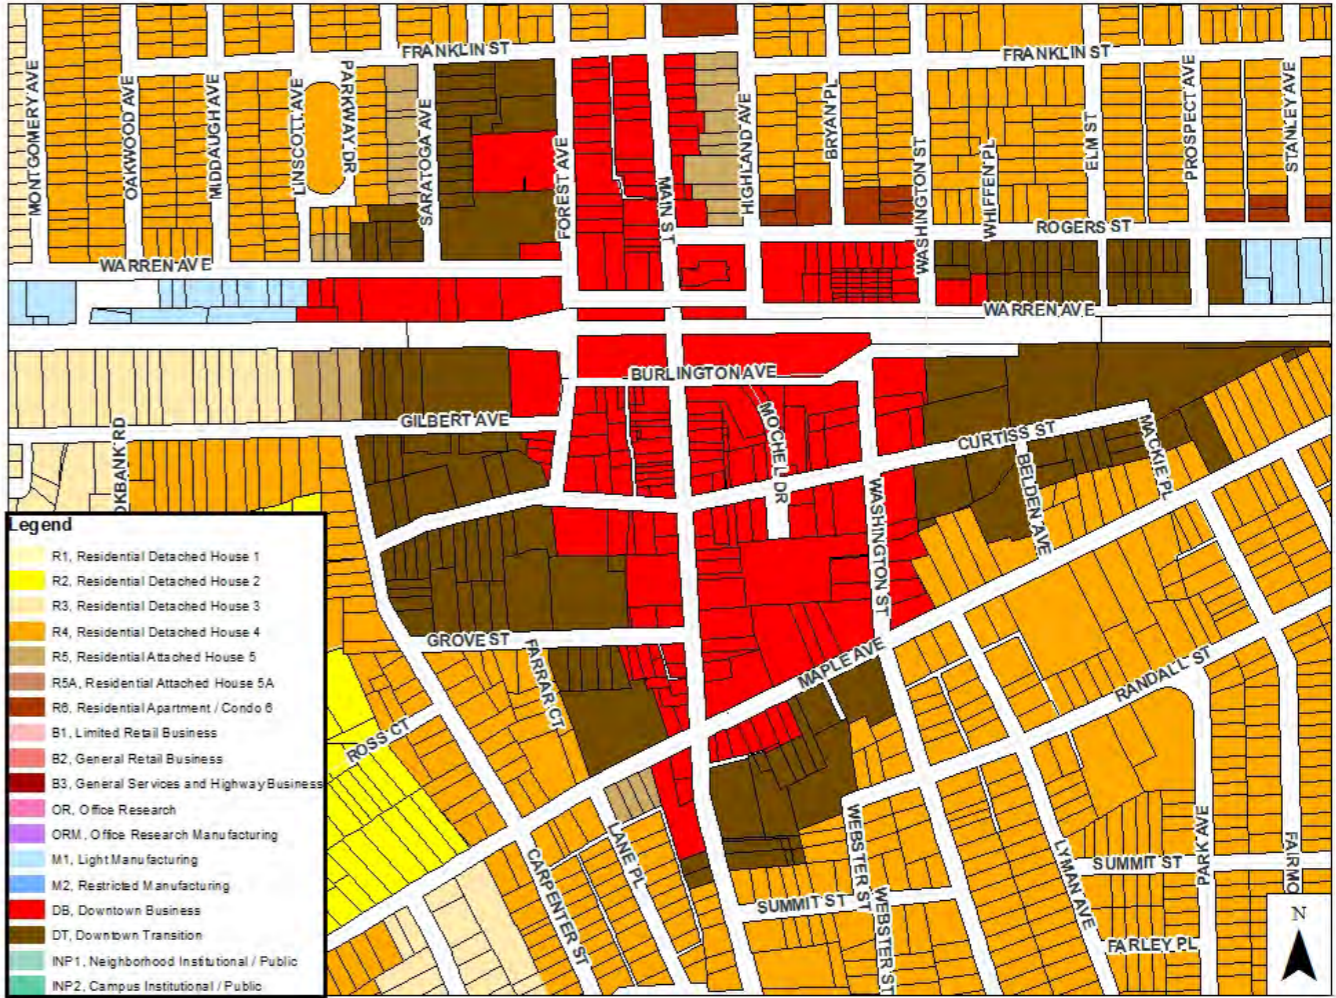 FRANKLIN ST
FRANKLIN ST
MONTGOMERY AVE
OAKWOOD AVE
MIDDAUGH AVE
LINSCOTT AVE
PARKWAY DR
SARATOGA AVE
FOREST AVE
MAIN ST
HIGHLAND AVE
BRYAN PL
WASHINGTON ST
WHIFFEN PL
ELM ST
PROSPECT AVE
STANLEY AVE
ROGERS ST
WARREN AVE
WARREN AVE
BURLINGTON AVE
GILBERT AVE
OKBANK RD
MOCHEL DR
CURTISS ST
MACKIE PL
BELDEN AVE
WASHINGTON ST
GROVE ST
FARRAR CT
MAPLE AVE
RANDALL ST
ROSS CT
LANE PL
CARPENTER ST
WEBSTER ST
WEBSTER ST
SUMMIT ST
SUMMIT ST
LYMAN AVE
PARK AVE
FAIRMO
FARLEY PL
N
Legend
R1, Residential Detached House 1
R2, Residential Detached House 2
R3, Residential Detached House 3
R4, Residential Detached House 4
R5, Residential Attached House 5
R5A, Residential Attached House 5A
R6, Residential Apartment / Condo 6
B1, Limited Retail Business
B2, General Retail Business
B3, General Services and Highway Business
OR, Office Research
ORM, Office Research Manufacturing
M1, Light Manufacturing
M2, Restricted Manufacturing
DB, Downtown Business
DT, Downtown Transition
INP1, Neighborhood Institutional / Public
INP2, Campus Institutional / Public